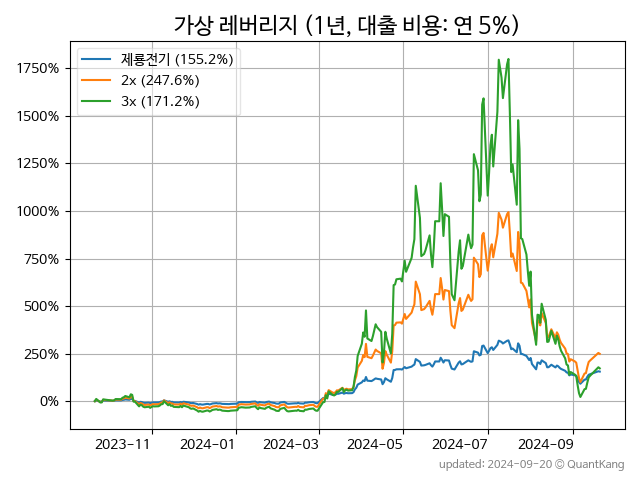 가상 레버리지 (1년, 대출 비용: 연 5%)
제룡전기 (155.2%)
2x (247.6%)
3x (171.2%)
1750%
1500%
1250%
1000%
750%
500%
250%
0%
2023-11
2024-01
2024-03
2024-05
2024-07
2024-09
updated: 2024-09-20 © QuantKang